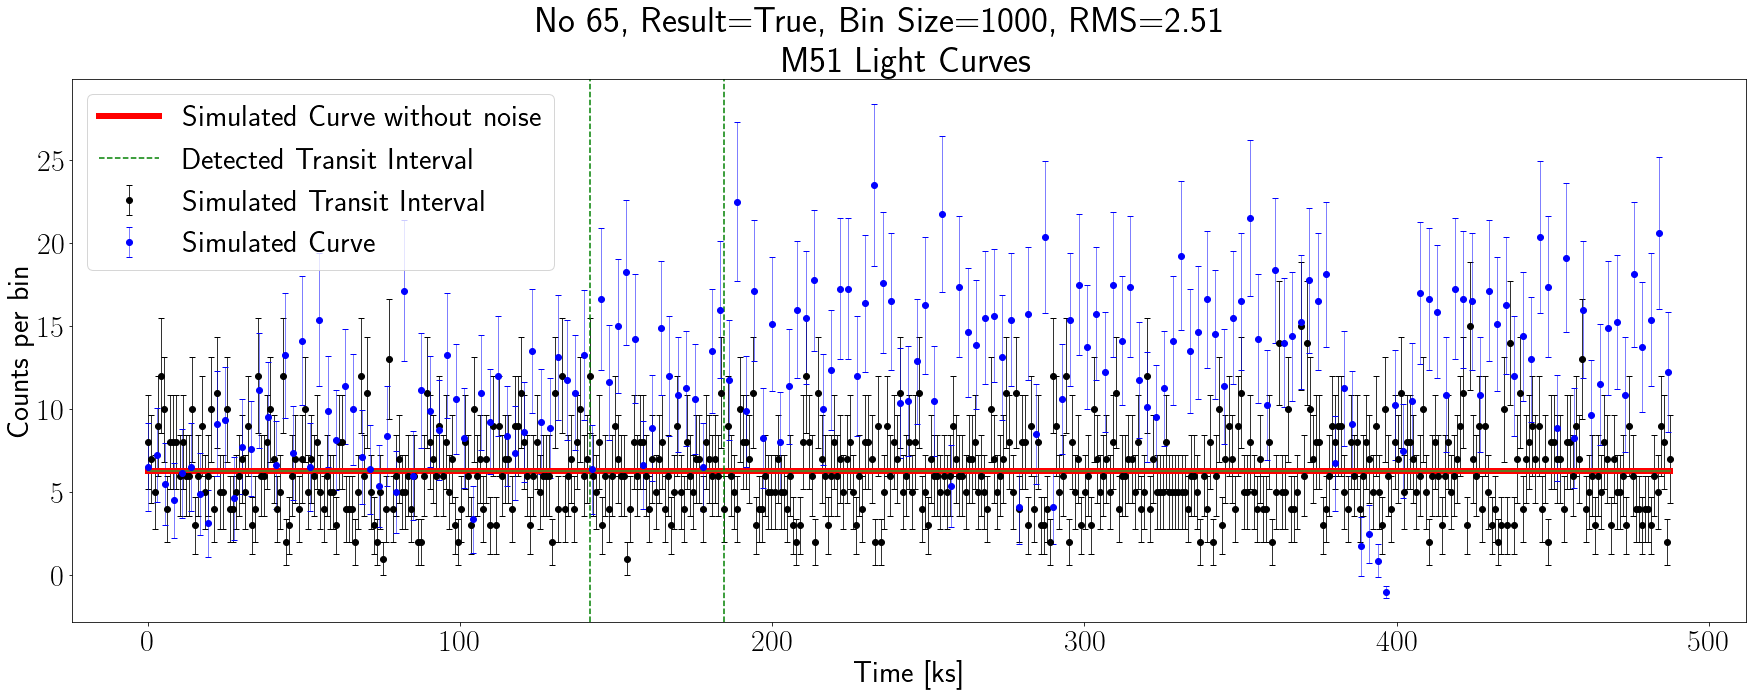 No 65, Result=True, Bin Size=1000, RMS=2.51
M51 Light Curves
Simulated Curve without noise
Detected Transit Interval
Simulated Transit Interval
Simulated Curve
Counts per bin
25
20
15
10
5
0
0 100 200 300 400 500
Time [ks]